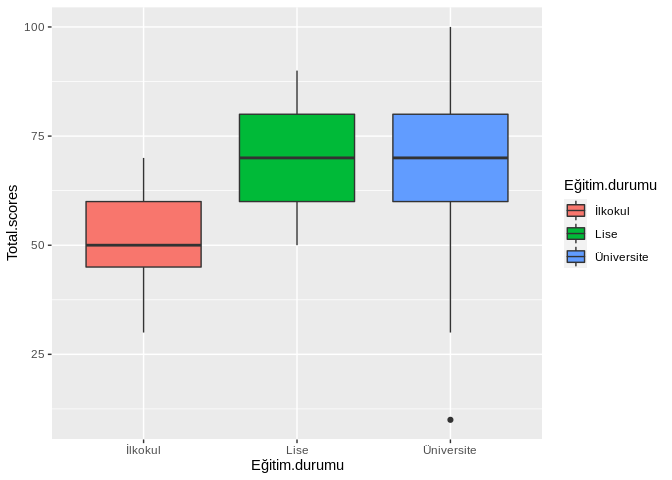 Total.scores
100
75
50
25
İlkokul
Lise
Üniversite
Eğitim.durumu
Eğitim.durumu
İlkokul
Lise
Üniversite